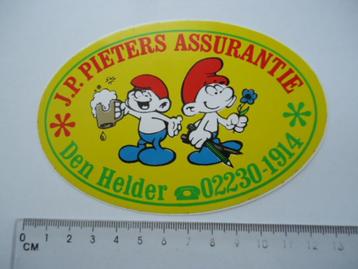 J.P. PIETERS ASSURANTIE
Den Helder ☎ 02230-1914
0 1 2 3 4 5 6 7 8 9 10 11 12 13
CM